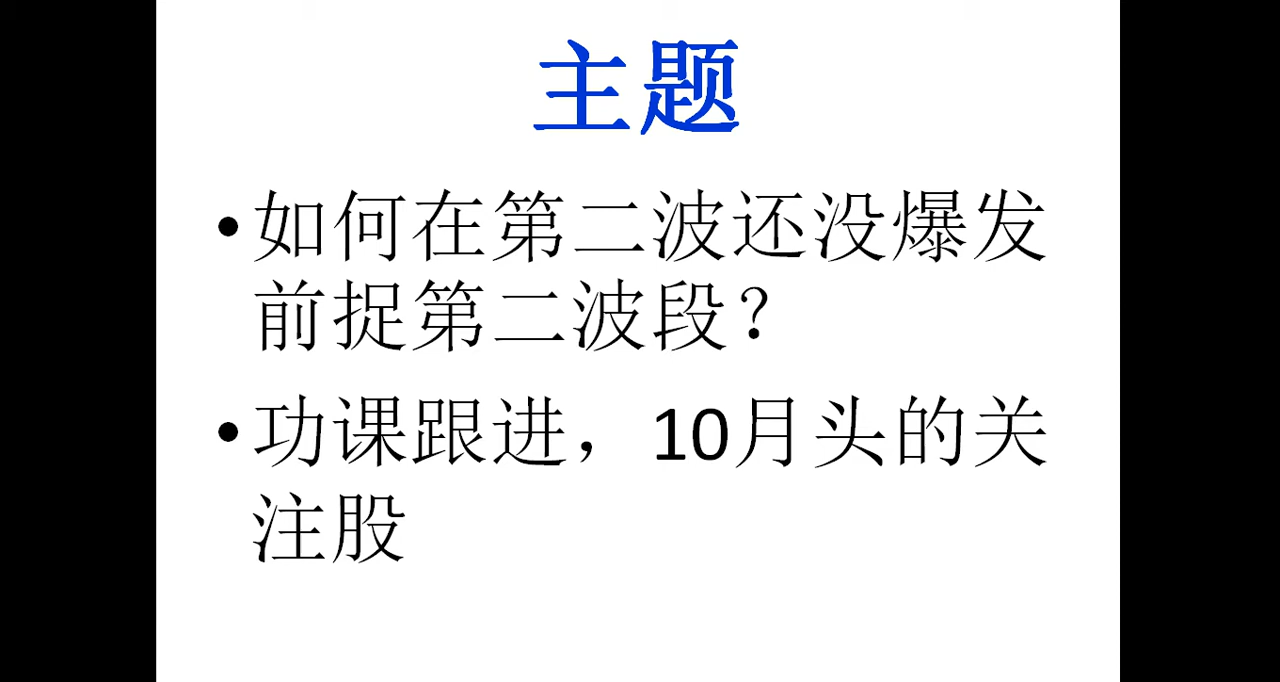 主题
•如何在第二波还没爆发
前捉第二波段？
•功课跟进，10月头的关
注股